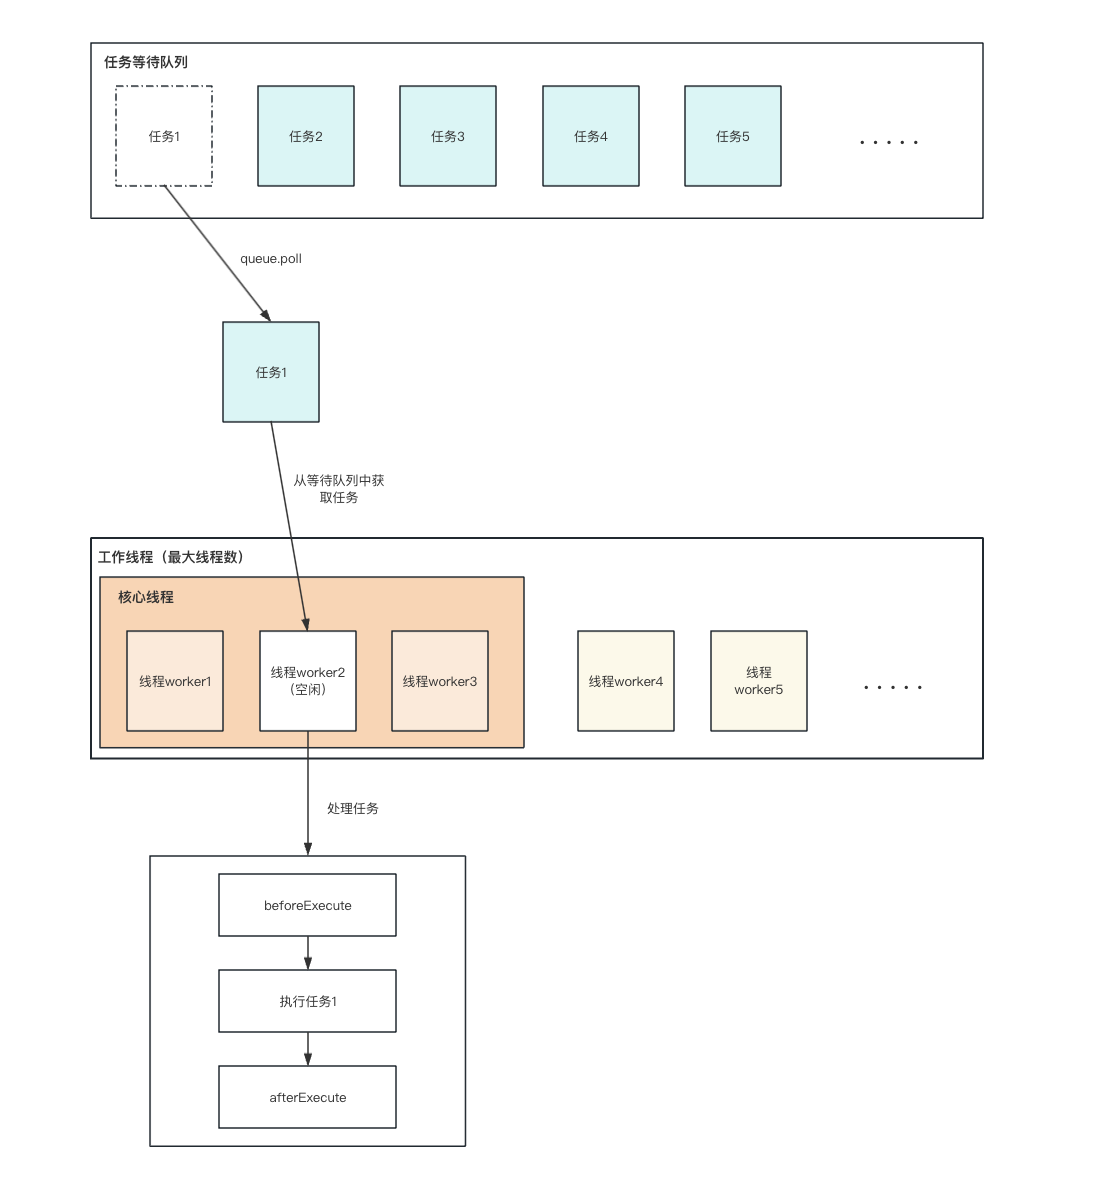 任务等待队列
任务1
任务2
任务3
任务4
任务5
.....
queue.poll
任务1
从等待队列中获
取任务
工作线程（最大线程数）
核心线程
线程worker1
线程worker2
（空闲）
线程worker3
线程worker4
线程
worker5
.....
处理任务
beforeExecute
执行任务1
afterExecute